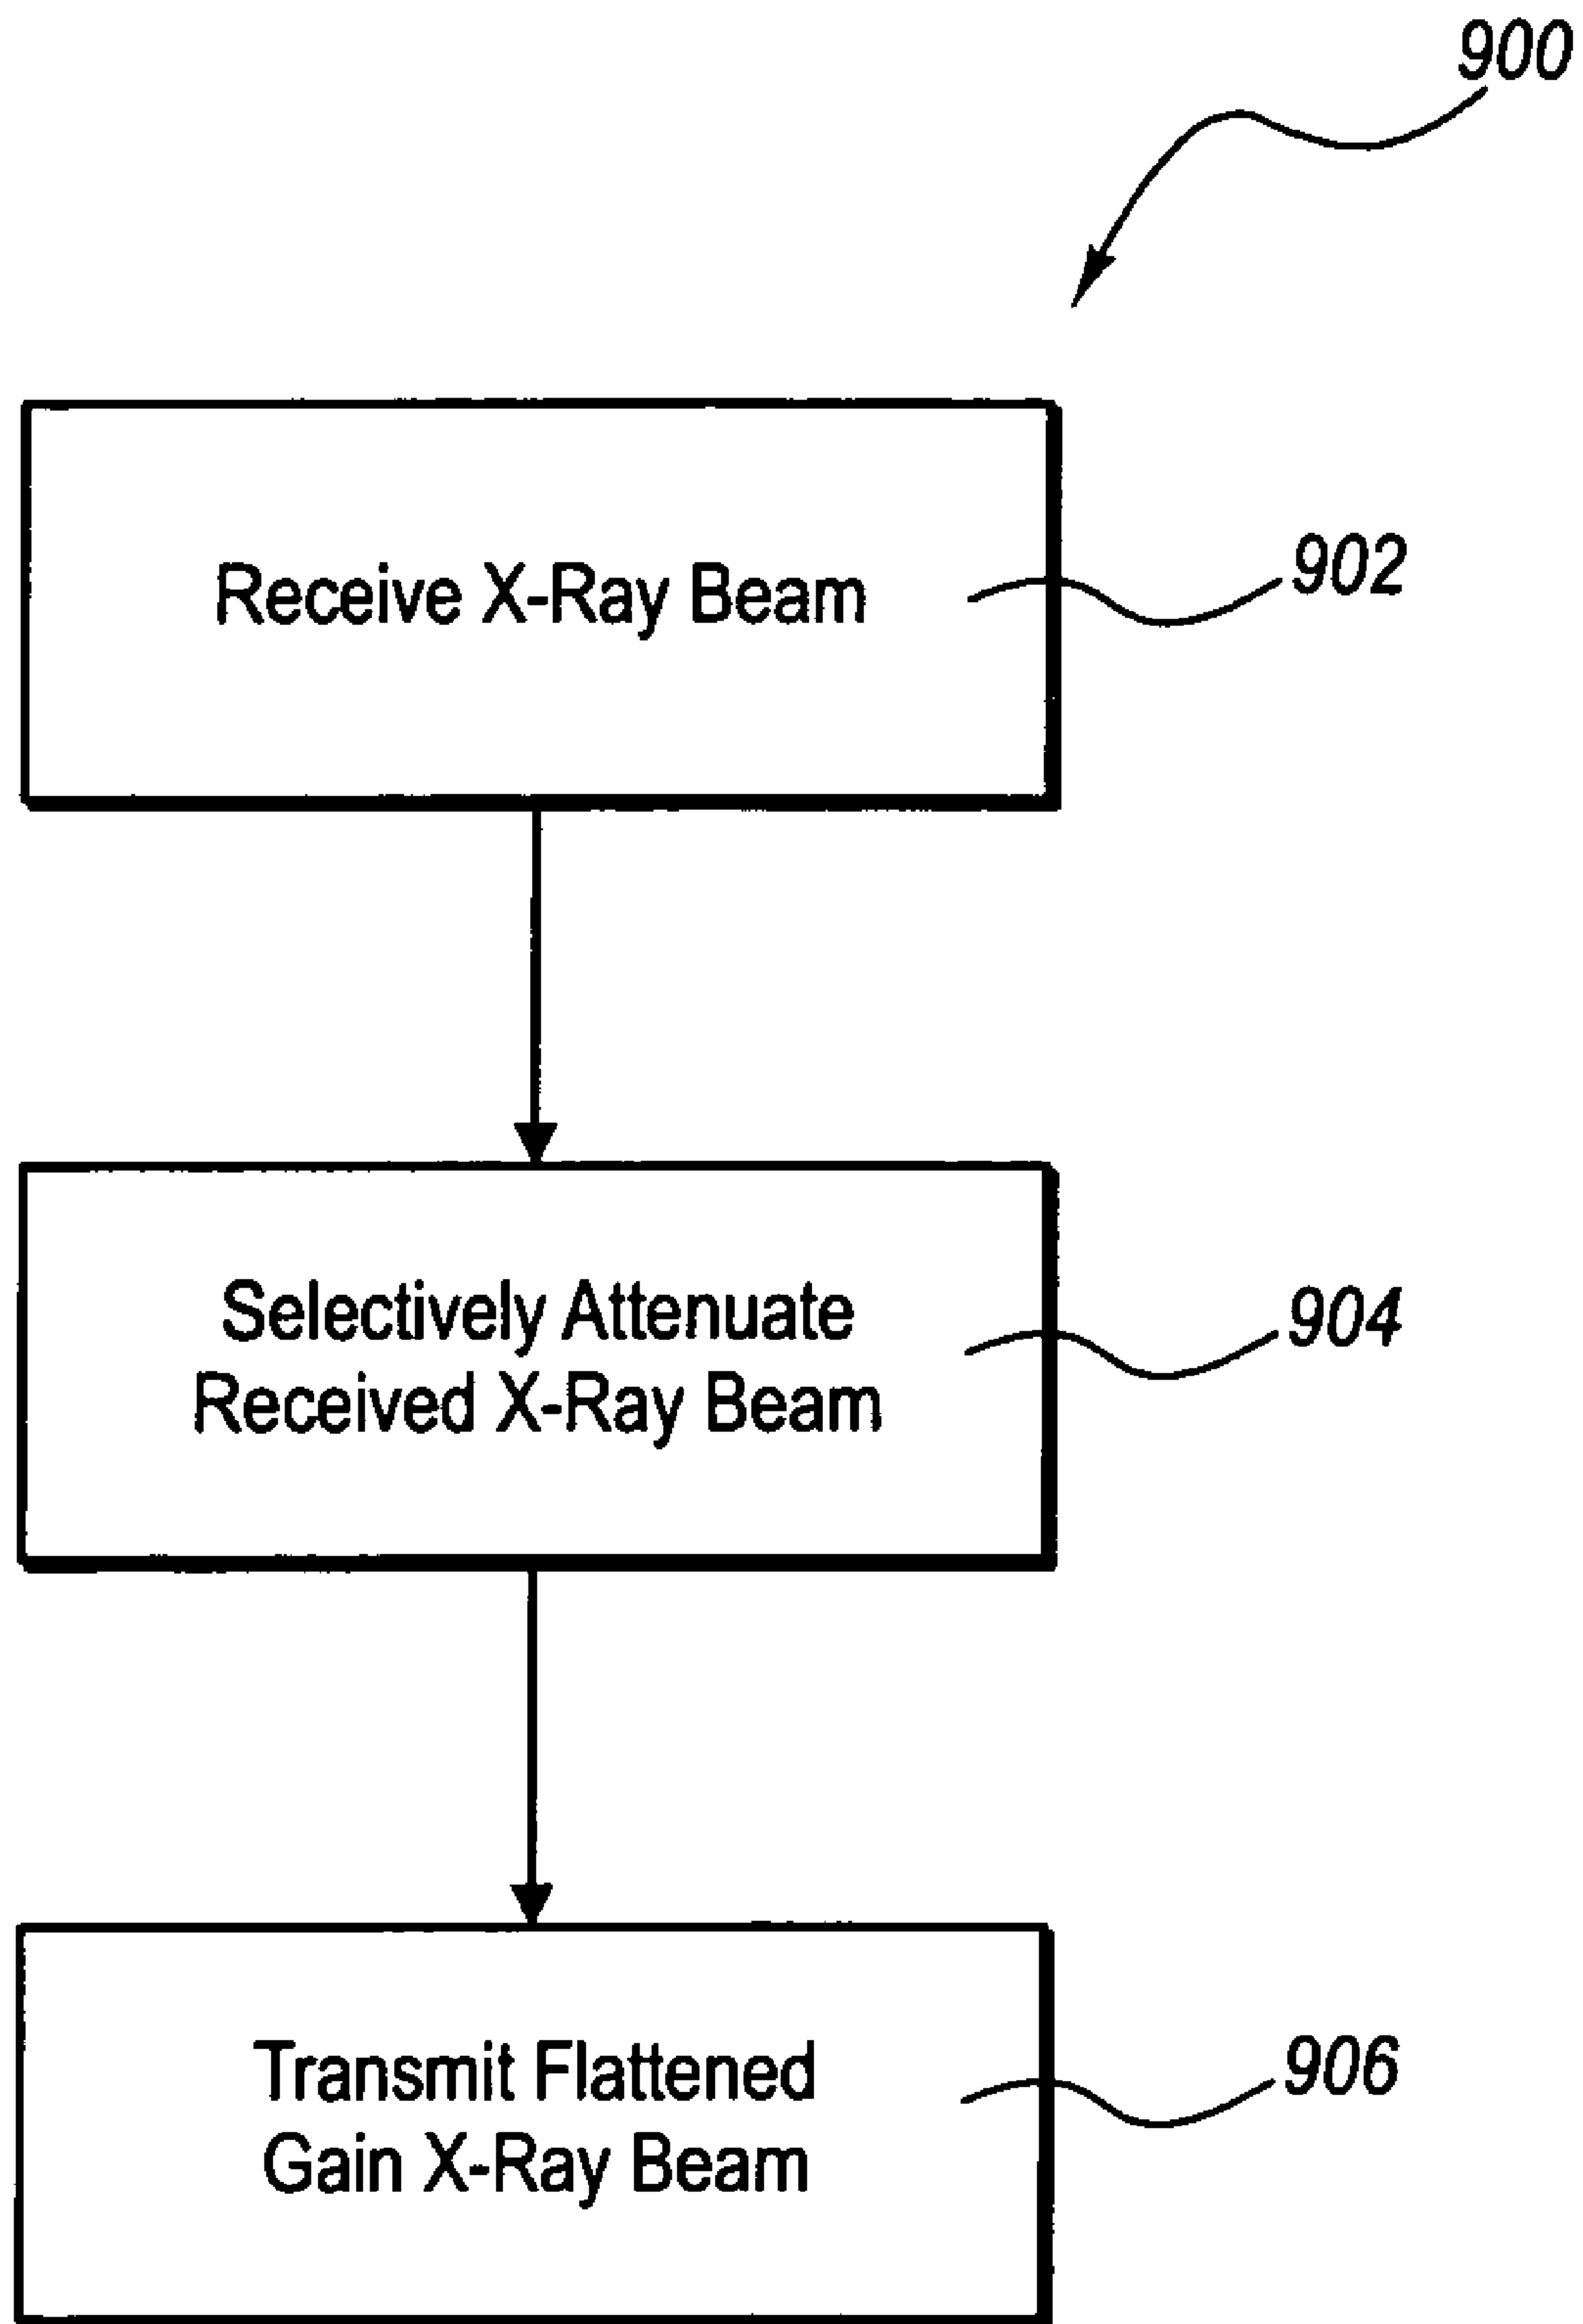 900
Receive X-Ray Beam
902
Selectively Attenuate
Received X-Ray Beam
904
Transmit Flattened
Gain X-Ray Beam
906